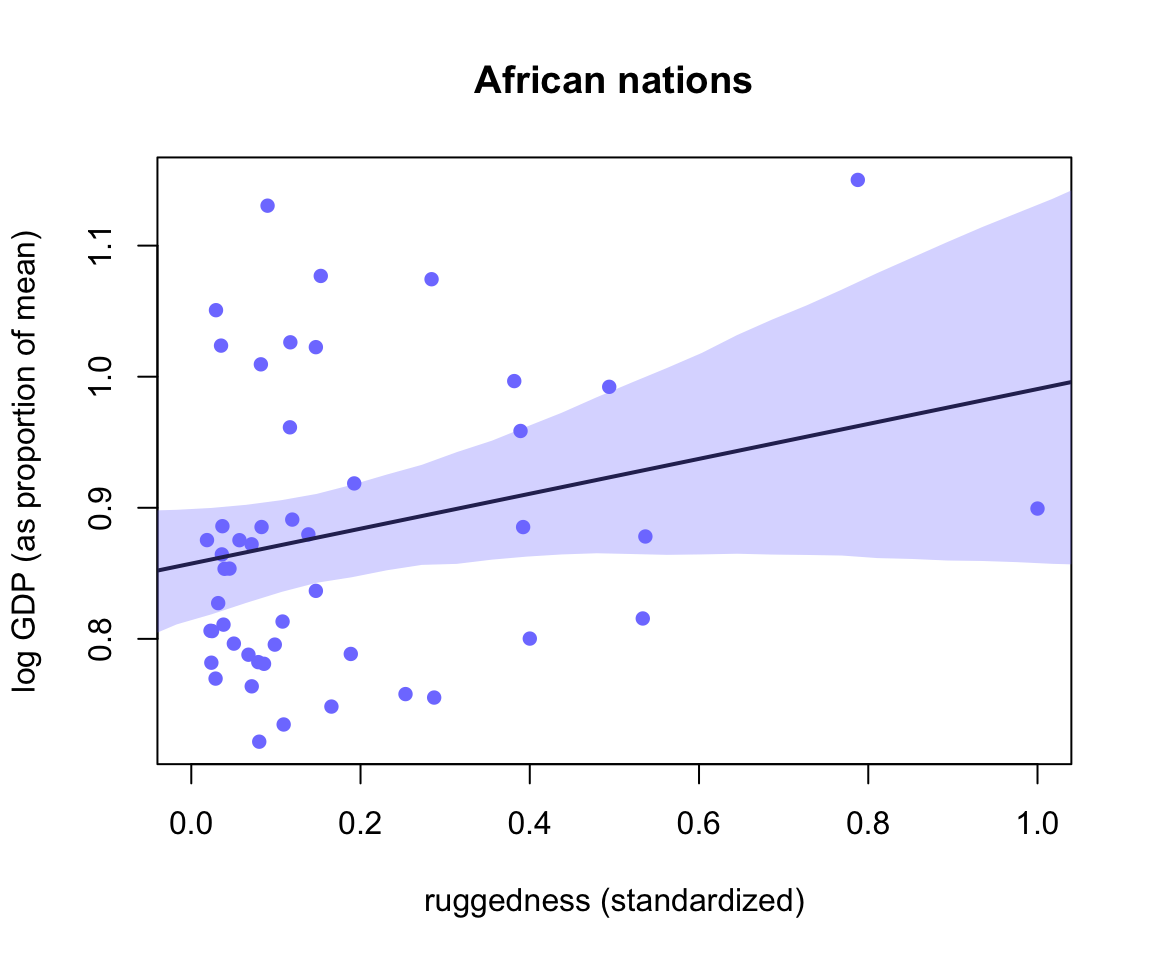 African nations
log GDP (as proportion of mean)
1.1
1.0
0.9
0.8
0.0 0.2 0.4 0.6 0.8 1.0
ruggedness (standardized)